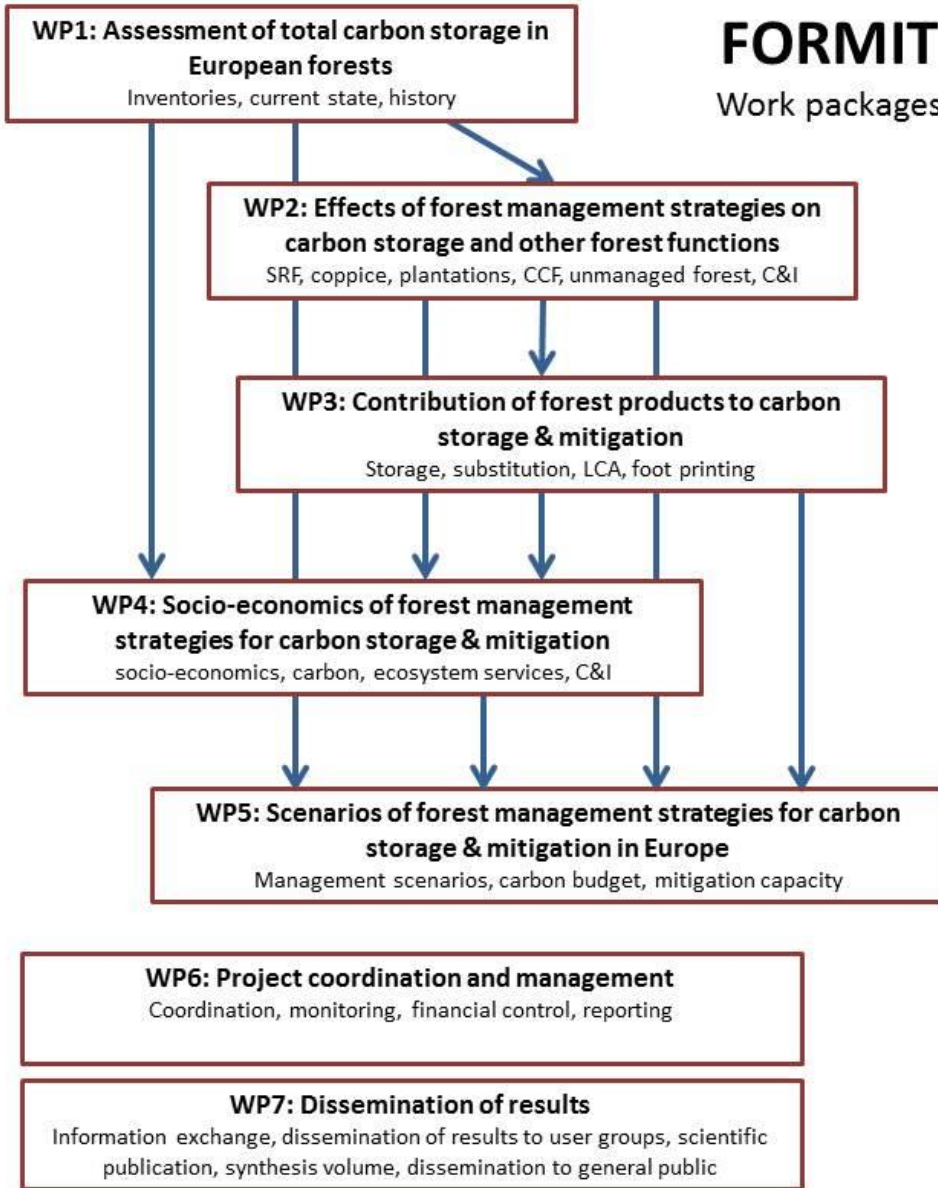 WP1: Assessment of total carbon storage in
European forests
Inventories, current state, history
FORMIT
Work packages
WP2: Effects of forest management strategies on
carbon storage and other forest functions
SRF, coppice, plantations, CCF, unmanaged forest, C&I
WP3: Contribution of forest products to carbon
storage & mitigation
Storage, substitution, LCA, foot printing
WP4: Socio-economics of forest management
strategies for carbon storage & mitigation
socio-economics, carbon, ecosystem services, C&I
WP5: Scenarios of forest management strategies for carbon
storage & mitigation in Europe
Management scenarios, carbon budget, mitigation capacity
WP6: Project coordination and management
Coordination, monitoring, financial control, reporting
WP7: Dissemination of results
Information exchange, dissemination of results to user groups, scientific
publication, synthesis volume, dissemination to general public